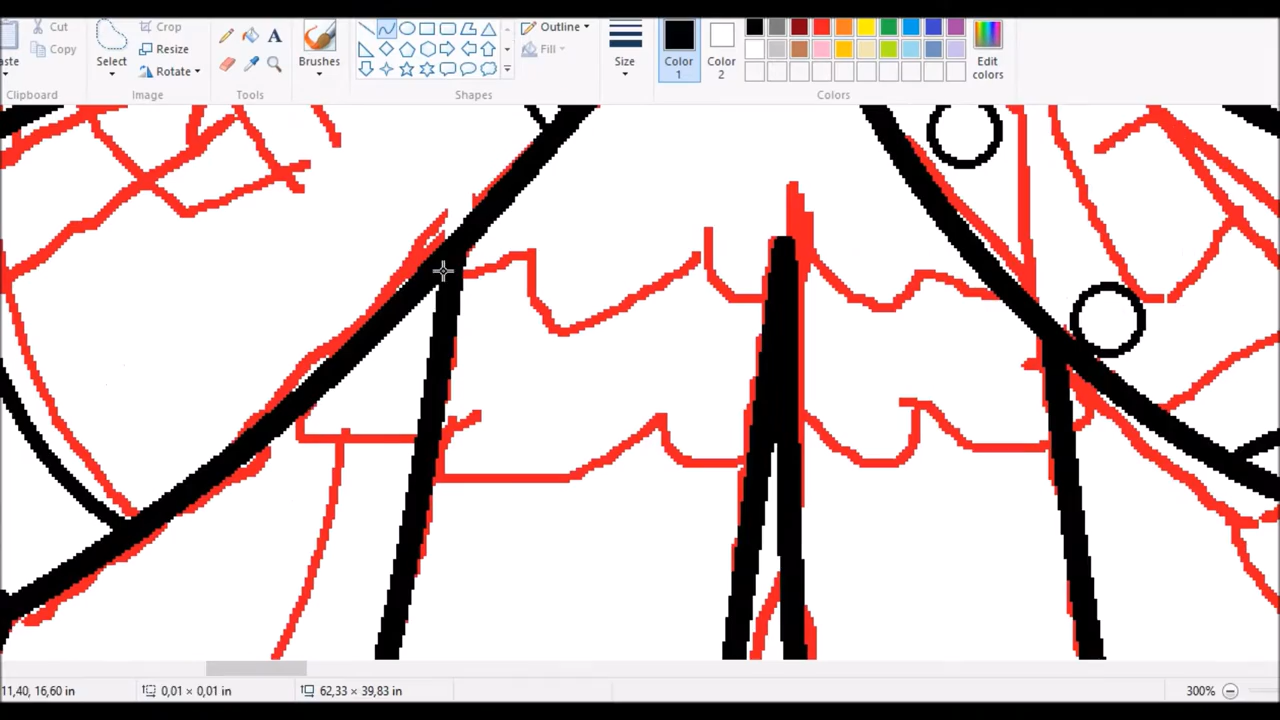 Cut
Crop
Outline
aste
Copy
Select
Resize
Rotate
A
Brushes
Fill
Size
Color
1
Color
2
Edit
colors
Clipboard
Image
Tools
Shapes
Colors
11,40, 16,60 in
0,01 × 0,01 in
62,33 × 39,83 in
300%